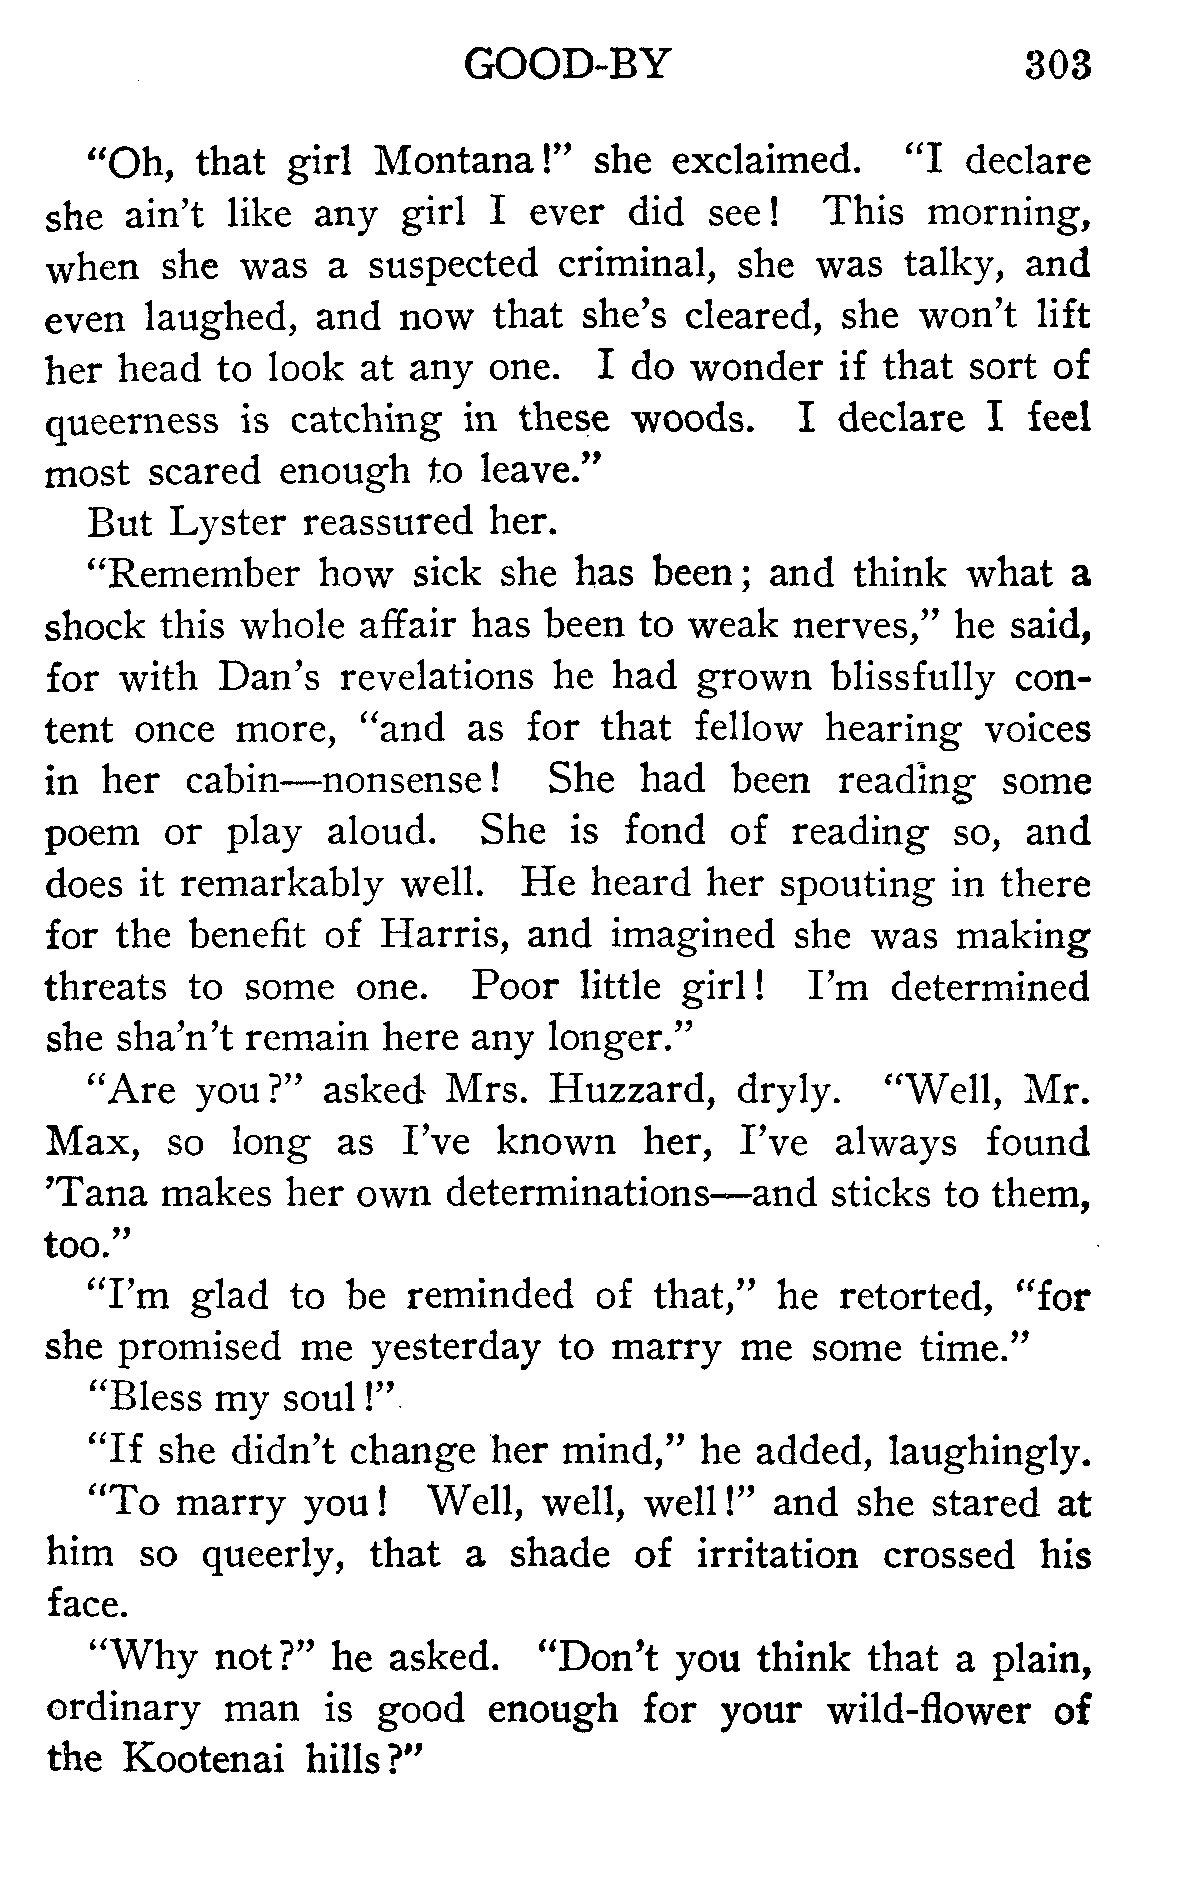 GOOD-BY 303
“Oh, that girl Montana!” she exclaimed. “I declare
she ain’t like any girl I ever did see! This morning,
when she was a suspected criminal, she was talky, and
even laughed, and now that she’s cleared, she won’t lift
her head to look at any one. I do wonder if that sort of
queerness is catching in these woods. I declare I feel
most scared enough to leave.”
But Lyster reassured her.
“Remember how sick she has been; and think what a
shock this whole affair has been to weak nerves,” he said,
for with Dan’s revelations he had grown blissfully con-
tent once more, “and as for that fellow hearing voices
in her cabin—nonsense! She had been reading some
poem or play aloud. She is fond of reading so, and
does it remarkably well. He heard her spouting in there
for the benefit of Harris, and imagined she was making
threats to some one. Poor little girl! I’m determined
she sha’n’t remain here any longer.”
“Are you?” asked Mrs. Huzzard, dryly. “Well, Mr.
Max, so long as I’ve known her, I’ve always found
’Tana makes her own determinations—and sticks to them,
too.”
“I’m glad to be reminded of that,” he retorted, “for
she promised me yesterday to marry me some time.”
“Bless my soul!”
“If she didn’t change her mind,” he added, laughingly.
“To marry you! Well, well, well!” and she stared at
him so queerly, that a shade of irritation crossed his
face.
“Why not?” he asked. “Don’t you think that a plain,
ordinary man is good enough for your wild-flower of
the Kootenai hills?”